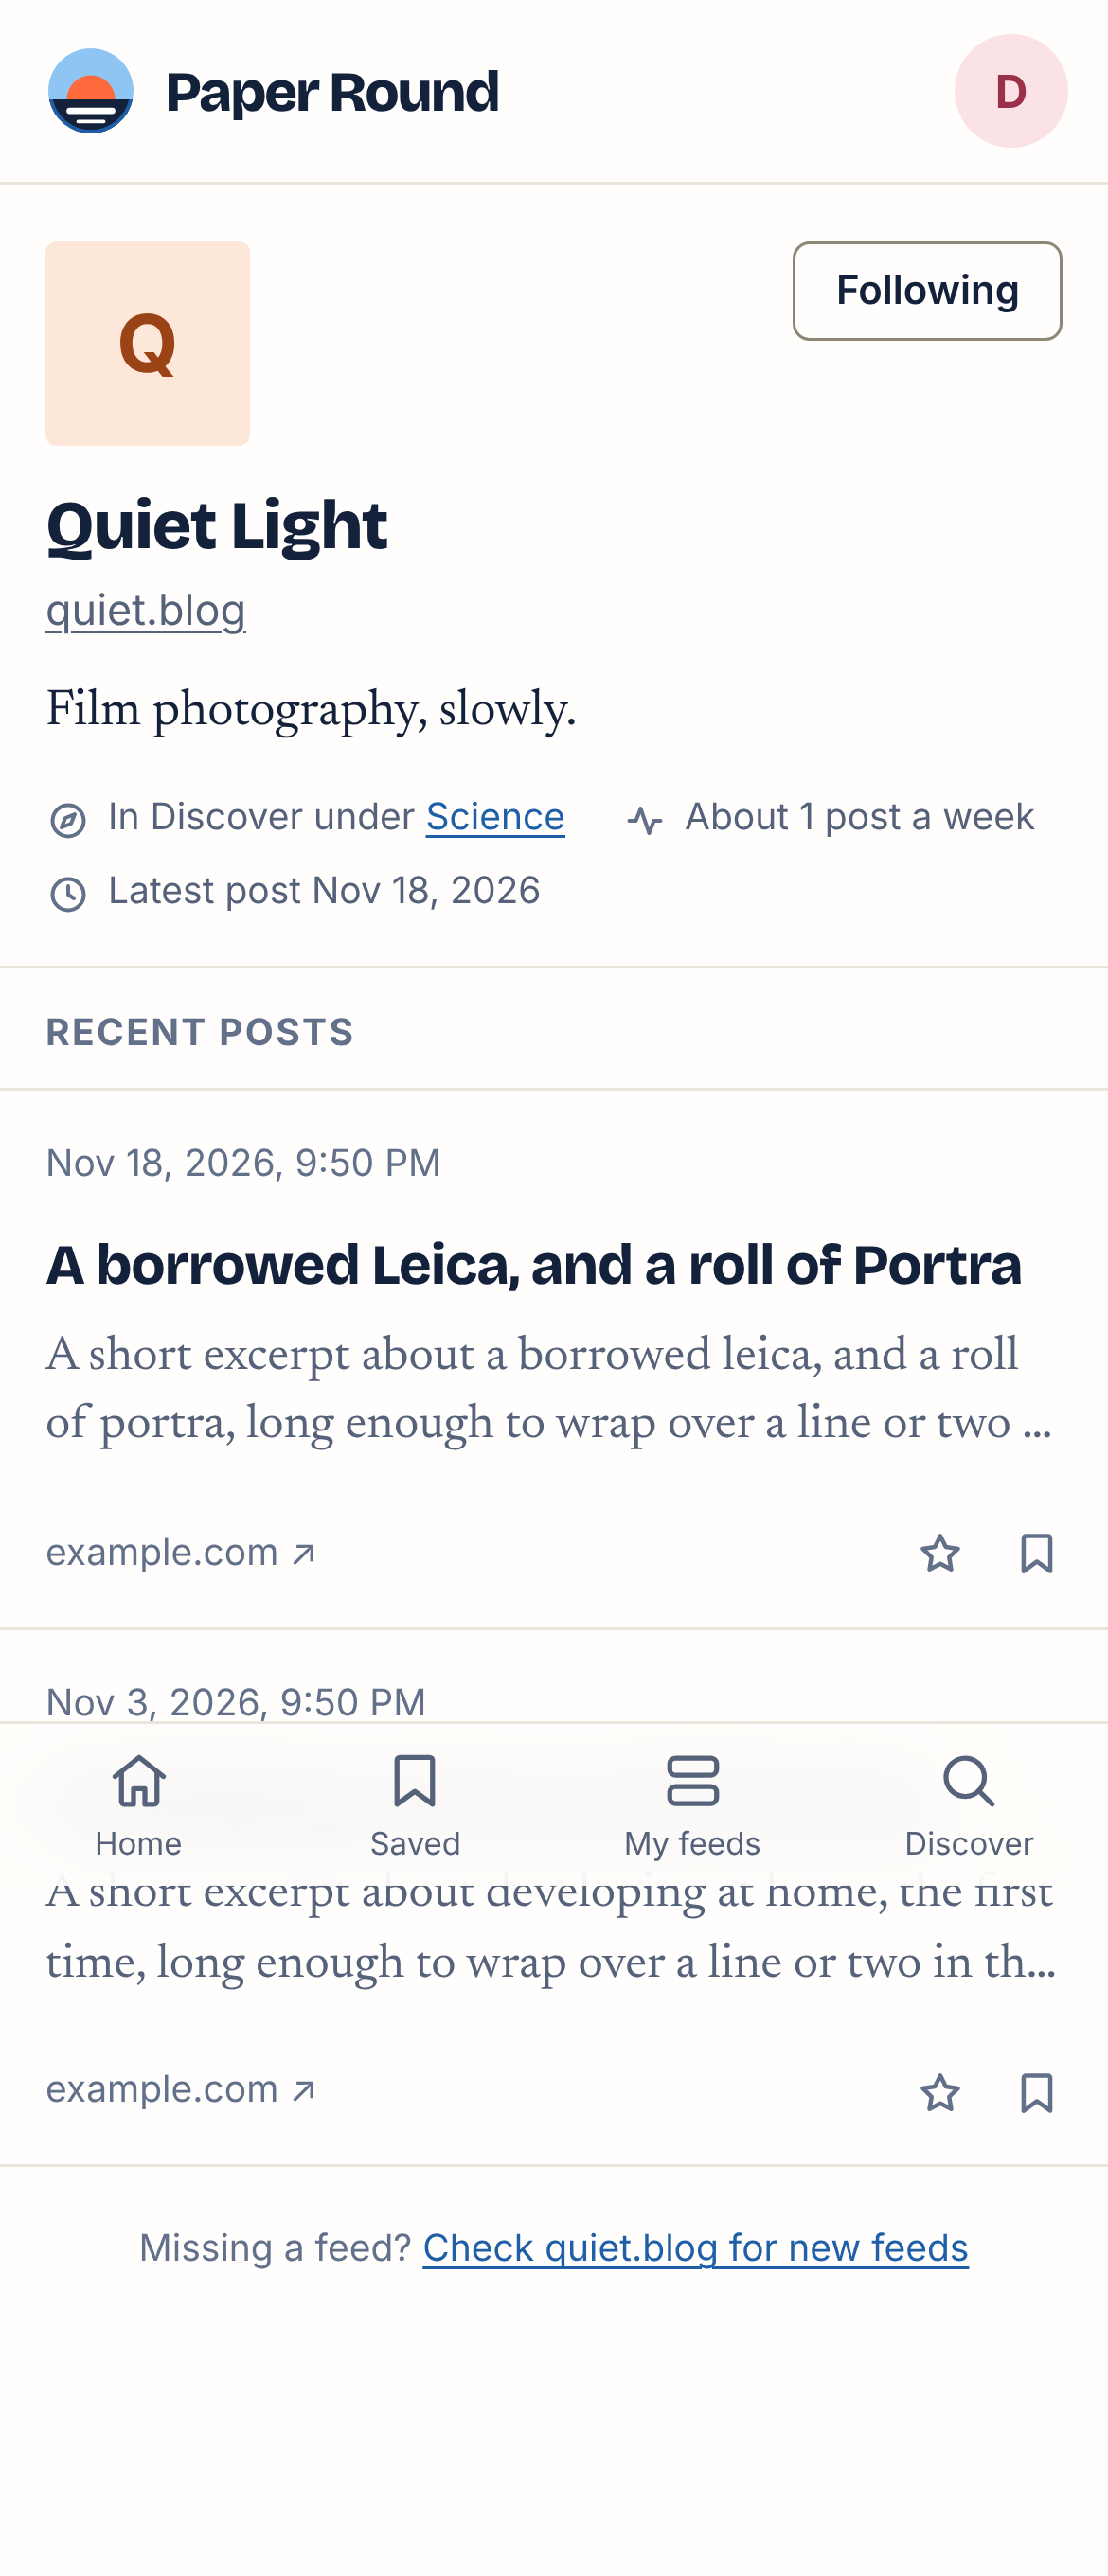 Paper Round
D
Q
Following
Quiet Light
quiet.blog
Film photography, slowly.
In Discover under Science
About 1 post a week
Latest post Nov 18, 2026
RECENT POSTS
Nov 18, 2026, 9:50 PM
A borrowed Leica, and a roll of Portra
A short excerpt about a borrowed leica, and a roll
of portra, long enough to wrap over a line or two ...
example.com ↗
Nov 3, 2026, 9:50 PM
Home
Saved
My feeds
Discover
A short excerpt about developing at home, the first
time, long enough to wrap over a line or two in th...
example.com ↗
Missing a feed? Check quiet.blog for new feeds